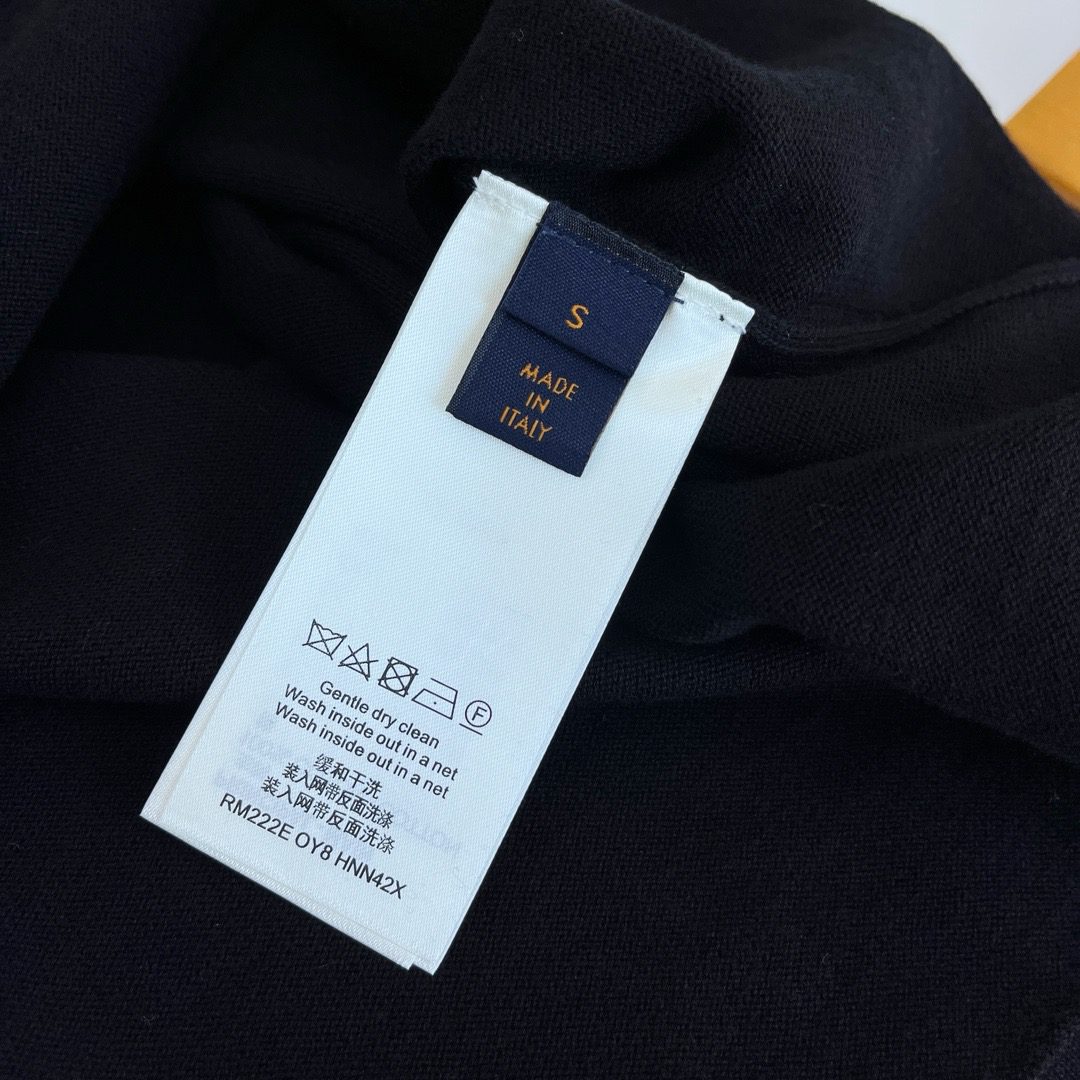 S
MADE
IN
ITALY
F
Gentle dry clean
Wash inside out in a net
Wash inside out in a net
缓和干洗
装入网带反面洗涤
装入网带反面洗涤
RM222E OY8 HNN42X